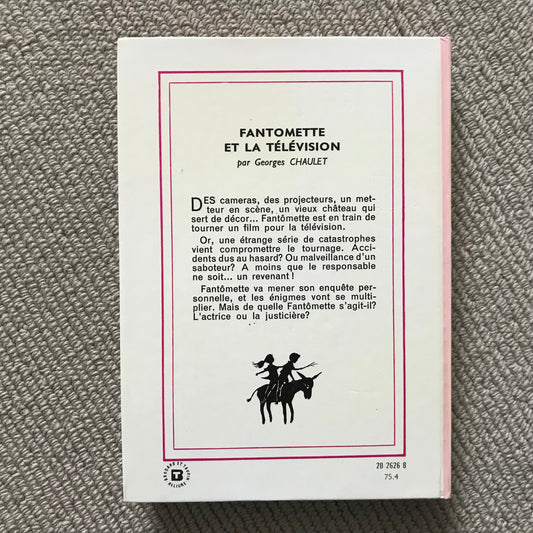 FANTOMETTE
ET LA TÉLÉVISION
par Georges CHAULET
DES cameras, des projecteurs, un met-
teur en scène, un vieux château qui
sert de décor... Fantômette est en train de
tourner un film pour la télévision.
Or, une étrange série de catastrophes
vient compromettre le tournage. Acci-
dents dus au hasard? Ou malveillance d'un
saboteur? A moins que le responsable
ne soit... un revenant!
Fantômette va mener son enquête per-
sonnelle, et les énigmes vont se multi-
plier. Mais de quelle Fantômette s'agit-il?
L'actrice ou la justicière?
BRODARD ET TAUPIN
RELIURE
20 2626 8
75.4